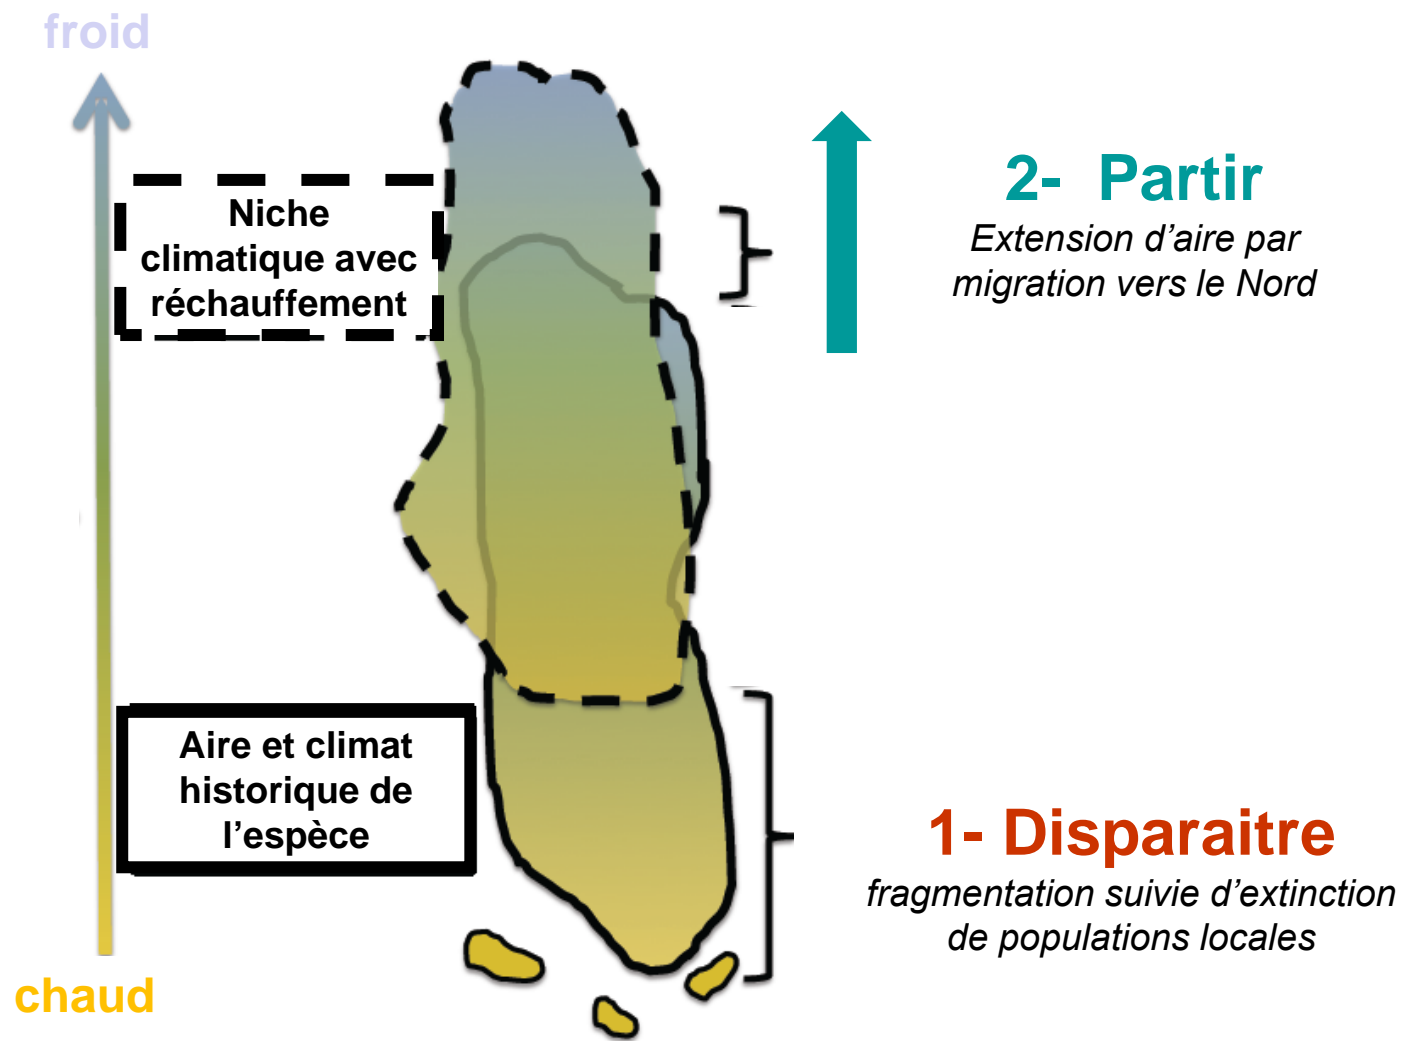 froid
Niche
climatique avec
réchauffement
2- Partir
Extension d’aire par
migration vers le Nord
Aire et climat
historique de
l’espèce
1- Disparaitre
fragmentation suivie d’extinction
de populations locales
chaud